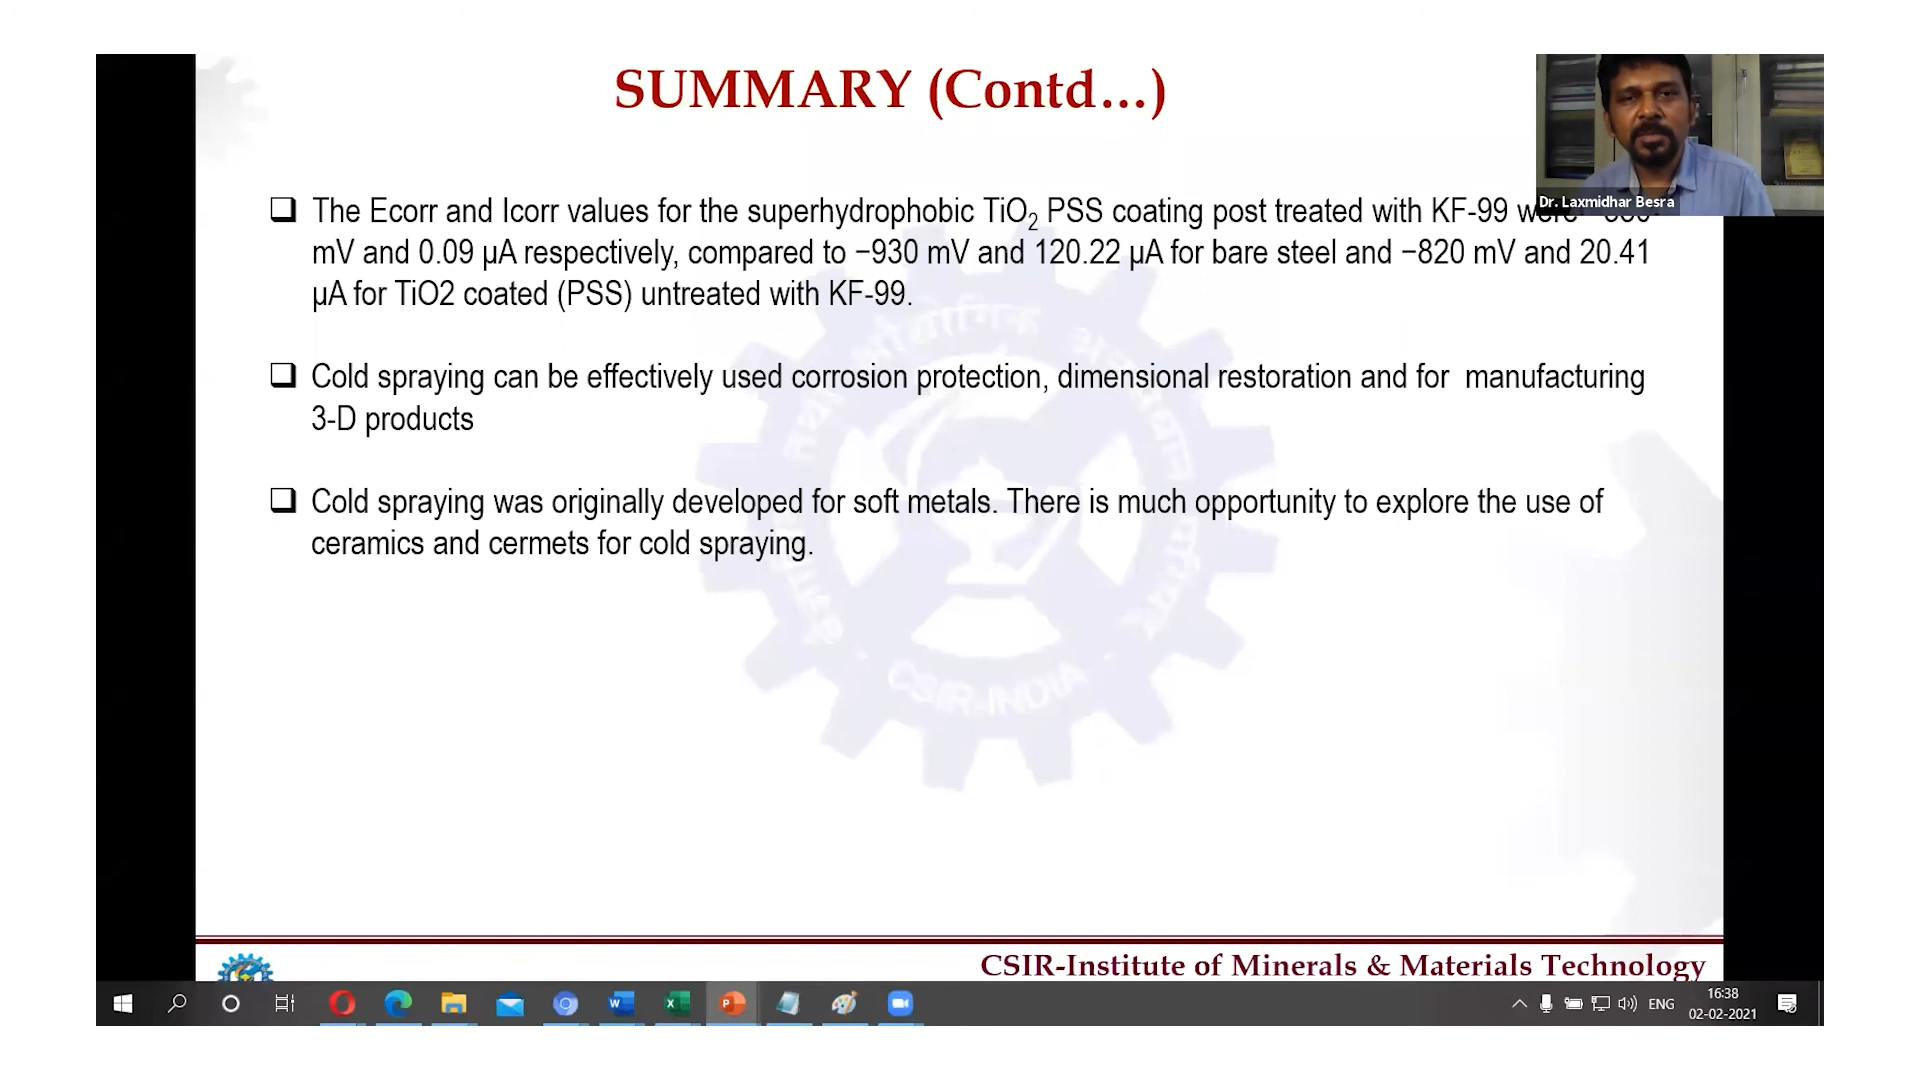 SUMMARY (Contd…)
Dr. Laxmidhar Besra
❑ The Ecorr and Icorr values for the superhydrophobic TiO2 PSS coating post treated with KF-99
mV and 0.09 μA respectively, compared to −930 mV and 120.22 μA for bare steel and −820 mV and 20.41
μA for TiO2 coated (PSS) untreated with KF-99.
❑ Cold spraying can be effectively used corrosion protection, dimensional restoration and for manufacturing
3-D products
❑ Cold spraying was originally developed for soft metals. There is much opportunity to explore the use of
ceramics and cermets for cold spraying.
CSIR-INDIA
CSIR-Institute of Minerals & Materials Technology
ENG
16:38
02-02-2021